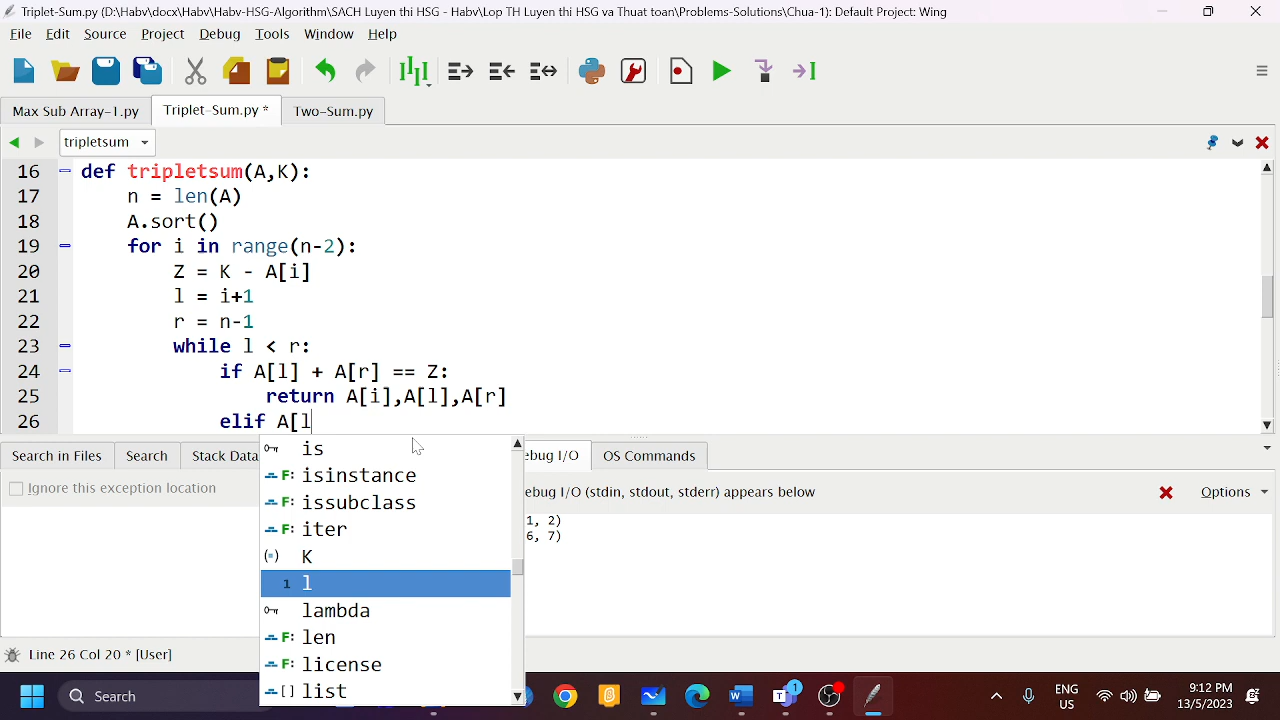 Triplet-Sum.py (D:\Habv\docx\Habv\Habv-HSG-Algorithm\SACH Luyen thi HSG - Habv\Lop TH Luyen thi HSG va Thuat toan\Problems-Solutions\Chua-1): Default Project: Wing
File Edit Source Project Debug Tools Window Help
Max Sub Array-1.py Triplet-Sum.py * Two-Sum.py
tripletsum
16 def tripletsum(A,K):
17 n = len(A)
18 A.sort()
19 for i in range(n-2):
20 Z = K - A[i]
21 l = i+1
22 r = n-1
23 while l < r:
24 if A[l] + A[r] == Z:
25 return A[i],A[l],A[r]
26 elif A[l
Search in Files Search Stack Data ebug I/O OS Commands
is
F: isinstance
F: issubclass
F: iter
K
1 l
lambda
F: len
F: license
[] list
Ignore this exception location
ebug I/O (stdin, stdout, stderr) appears below Options
1, 2)
6, 7)
Line 26 Col 20 * [User]
Search
1
ENG
US
9:12 PM
13/5/2023